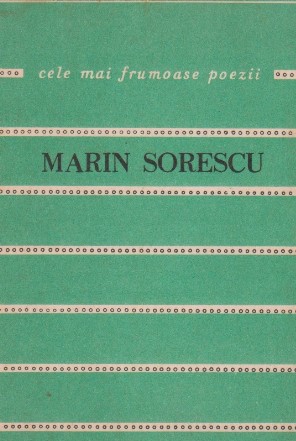 cele mai frumoase poezii
MARIN SORESCU